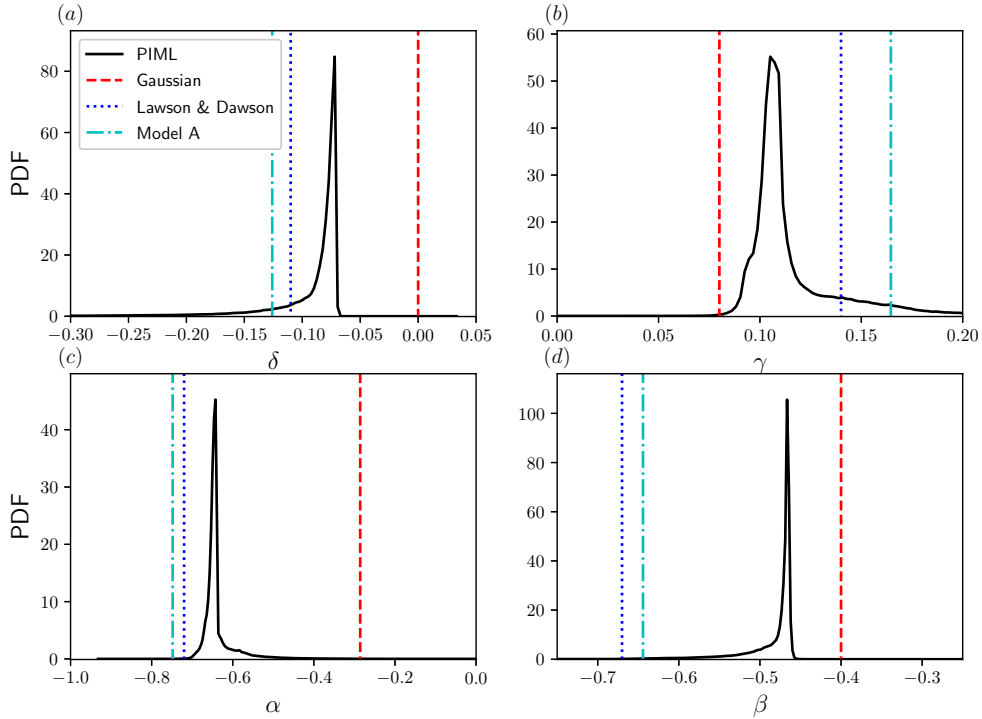 (a)
PDF
80
60
40
20
0
PIML
Gaussian
Lawson & Dawson
Model A
−0.30 −0.25 −0.20 −0.15 −0.10 −0.05 0.00 0.05
δ
(b)
60
50
40
30
20
10
0
0.00 0.05 0.10 0.15 0.20
γ
(c)
PDF
40
30
20
10
0
−1.0 −0.8 −0.6 −0.4 −0.2 0.0
α
(d)
100
80
60
40
20
0
−0.7 −0.6 −0.5 −0.4 −0.3
β